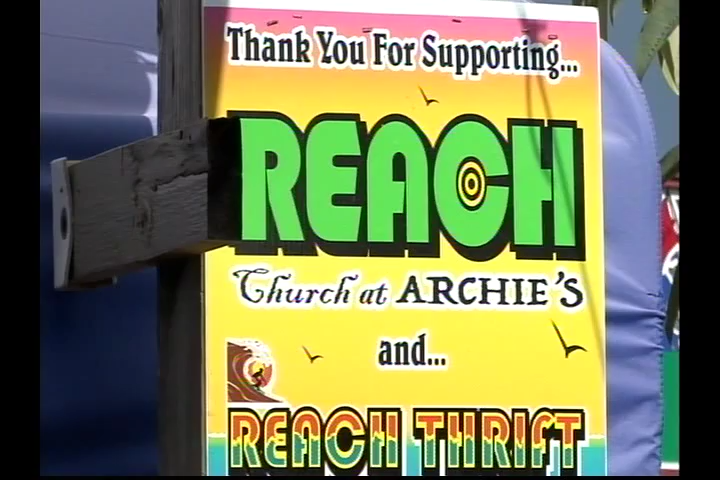 Thank You For Supporting...
REACH
Church at ARCHIE'S
and...
REACH THRIFT